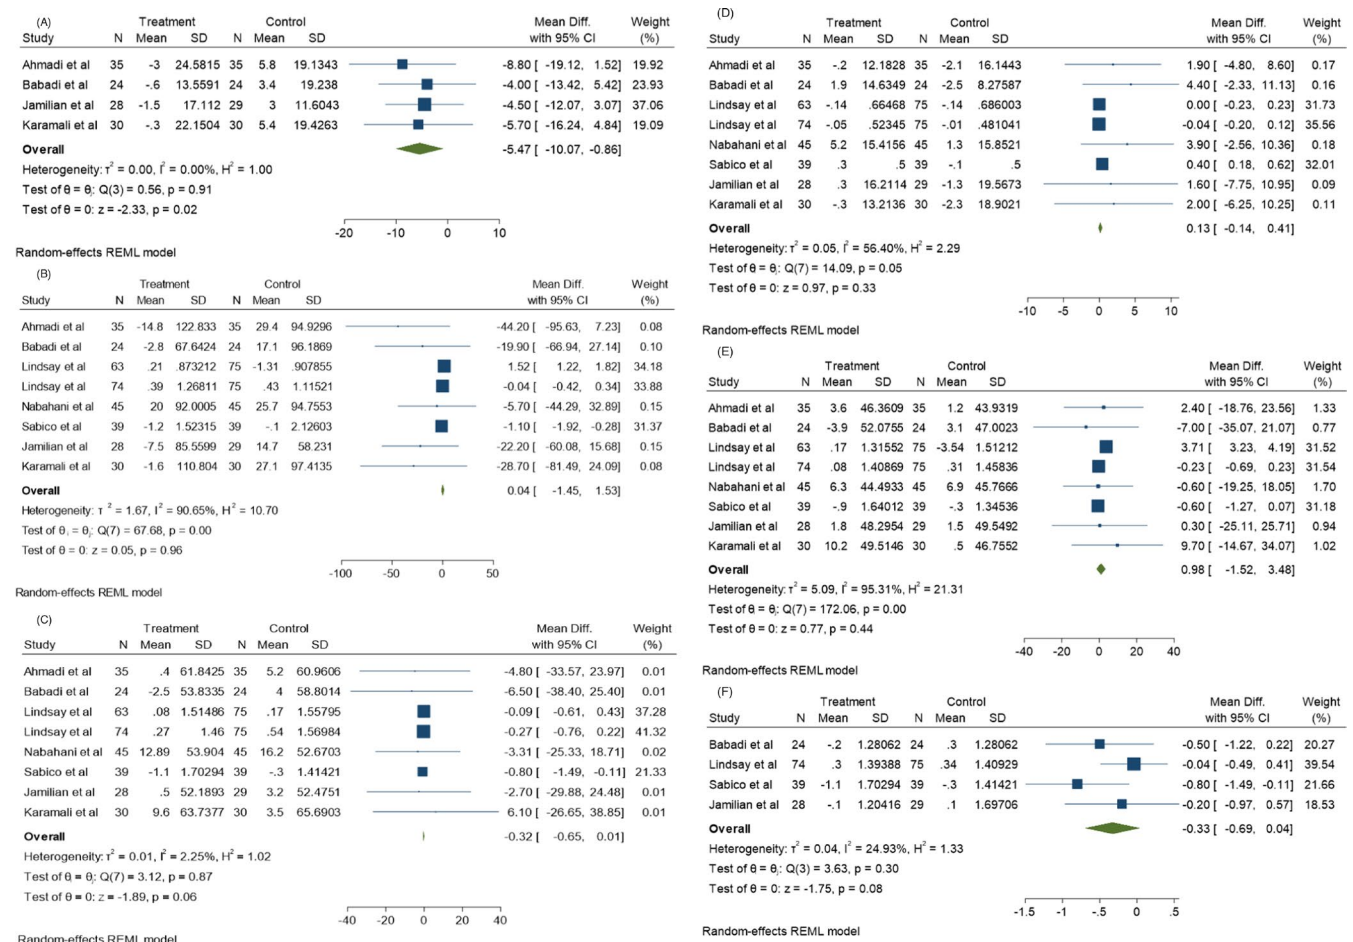 (A) Treatment Control Mean Diff. Weight
Study N Mean SD N Mean SD with 95% CI (%)
Ahmadi et al 35 -3 24.5815 35 5.8 19.1343 -8.80 [ -19.12, 1.52] 19.92
Babadi et al 24 -.6 13.5591 24 3.4 19.238 -4.00 [ -13.42, 5.42] 23.93
Jamilian et al 28 -1.5 17.112 29 3 11.6043 -4.50 [ -12.07, 3.07] 37.06
Karamali et al 30 -.3 22.1504 30 5.4 19.4263 -5.70 [ -16.24, 4.84] 19.09
Overall -5.47 [ -10.07, -0.86]
Heterogeneity: τ² = 0.00, I² = 0.00%, H² = 1.00
Test of θ = θⱼ: Q(3) = 0.56, p = 0.91
Test of θ = 0: z = -2.33, p = 0.02
-20 -10 0 10
Random-effects REML model
(B) Treatment Control Mean Diff. Weight
Study N Mean SD N Mean SD with 95% CI (%)
Ahmadi et al 35 -14.8 122.833 35 29.4 94.9296 -44.20 [ -95.63, 7.23] 0.08
Babadi et al 24 -2.8 67.6424 24 17.1 96.1869 -19.90 [ -66.94, 27.14] 0.10
Lindsay et al 63 .21 .873212 75 -1.31 .907855 1.52 [ 1.22, 1.82] 34.18
Lindsay et al 74 .39 1.26811 75 .43 1.11521 -0.04 [ -0.42, 0.34] 33.88
Nabahani et al 45 20 92.0005 45 25.7 94.7553 -5.70 [ -44.29, 32.89] 0.15
Sabico et al 39 -1.2 1.52315 39 -.1 2.12603 -1.10 [ -1.92, -0.28] 31.37
Jamilian et al 28 -7.5 85.5599 29 14.7 58.231 -22.20 [ -60.08, 15.68] 0.15
Karamali et al 30 -1.6 110.804 30 27.1 97.4135 -28.70 [ -81.49, 24.09] 0.08
Overall 0.04 [ -1.45, 1.53]
Heterogeneity: τ² = 1.67, I² = 90.65%, H² = 10.70
Test of θᵢ = θⱼ: Q(7) = 67.68, p = 0.00
Test of θ = 0: z = 0.05, p = 0.96
-100 -50 0 50
Random-effects REML model
(C) Treatment Control Mean Diff. Weight
Study N Mean SD N Mean SD with 95% CI (%)
Ahmadi et al 35 .4 61.8425 35 5.2 60.9606 -4.80 [ -33.57, 23.97] 0.01
Babadi et al 24 -2.5 53.8335 24 4 58.8014 -6.50 [ -38.40, 25.40] 0.01
Lindsay et al 63 .08 1.51486 75 .17 1.55795 -0.09 [ -0.61, 0.43] 37.28
Lindsay et al 74 .27 1.46 75 .54 1.56984 -0.27 [ -0.76, 0.22] 41.32
Nabahani et al 45 12.89 53.904 45 16.2 52.6703 -3.31 [ -25.33, 18.71] 0.02
Sabico et al 39 -1.1 1.70294 39 -.3 1.41421 -0.80 [ -1.49, -0.11] 21.33
Jamilian et al 28 .5 52.1893 29 3.2 52.4751 -2.70 [ -29.88, 24.48] 0.01
Karamali et al 30 9.6 63.7377 30 3.5 65.6903 6.10 [ -26.65, 38.85] 0.01
Overall -0.32 [ -0.65, 0.01]
Heterogeneity: τ² = 0.01, I² = 2.25%, H² = 1.02
Test of θᵢ = θⱼ: Q(7) = 3.12, p = 0.87
Test of θ = 0: z = -1.89, p = 0.06
-40 -20 0 20 40
Random-effects REML model
(D) Treatment Control Mean Diff. Weight
Study N Mean SD N Mean SD with 95% CI (%)
Ahmadi et al 35 -.2 12.1828 35 -2.1 16.1443 1.90 [ -4.80, 8.60] 0.17
Babadi et al 24 1.9 14.6349 24 -2.5 8.27587 4.40 [ -2.33, 11.13] 0.16
Lindsay et al 63 -.14 .66468 75 -.14 .686003 0.00 [ -0.23, 0.23] 31.73
Lindsay et al 74 -.05 .52345 75 -.01 .481041 -0.04 [ -0.20, 0.12] 35.56
Nabahani et al 45 5.2 15.4156 45 1.3 15.8521 3.90 [ -2.56, 10.36] 0.18
Sabico et al 39 .3 .5 39 -.1 .5 0.40 [ 0.18, 0.62] 32.01
Jamilian et al 28 .3 16.2114 29 -1.3 19.5673 1.60 [ -7.75, 10.95] 0.09
Karamali et al 30 -.3 13.2136 30 -2.3 18.9021 2.00 [ -6.25, 10.25] 0.11
Overall 0.13 [ -0.14, 0.41]
Heterogeneity: τ² = 0.05, I² = 56.40%, H² = 2.29
Test of θ = θⱼ: Q(7) = 14.09, p = 0.05
Test of θ = 0: z = 0.97, p = 0.33
-10 -5 0 5 10
Random-effects REML model
(E) Treatment Control Mean Diff. Weight
Study N Mean SD N Mean SD with 95% CI (%)
Ahmadi et al 35 3.6 46.3609 35 1.2 43.9319 2.40 [ -18.76, 23.56] 1.33
Babadi et al 24 -3.9 52.0755 24 3.1 47.0023 -7.00 [ -35.07, 21.07] 0.77
Lindsay et al 63 .17 1.31552 75 -3.54 1.51212 3.71 [ 3.23, 4.19] 31.52
Lindsay et al 74 .08 1.40869 75 .31 1.45836 -0.23 [ -0.69, 0.23] 31.54
Nabahani et al 45 6.3 44.4933 45 6.9 45.7666 -0.60 [ -19.25, 18.05] 1.70
Sabico et al 39 -.9 1.64012 39 -.3 1.34536 -0.60 [ -1.27, 0.07] 31.18
Jamilian et al 28 1.8 48.2954 29 1.5 49.5492 0.30 [ -25.11, 25.71] 0.94
Karamali et al 30 10.2 49.5146 30 .5 46.7552 9.70 [ -14.67, 34.07] 1.02
Overall 0.98 [ -1.52, 3.48]
Heterogeneity: τ² = 5.09, I² = 95.31%, H² = 21.31
Test of θ = θⱼ: Q(7) = 172.06, p = 0.00
Test of θ = 0: z = 0.77, p = 0.44
-40 -20 0 20 40
Random-effects REML model
(F) Treatment Control Mean Diff. Weight
Study N Mean SD N Mean SD with 95% CI (%)
Babadi et al 24 -.2 1.28062 24 .3 1.28062 -0.50 [ -1.22, 0.22] 20.27
Lindsay et al 74 .3 1.39388 75 .34 1.40929 -0.04 [ -0.49, 0.41] 39.54
Sabico et al 39 -1.1 1.70294 39 -.3 1.41421 -0.80 [ -1.49, -0.11] 21.66
Jamilian et al 28 -.1 1.20416 29 .1 1.69706 -0.20 [ -0.97, 0.57] 18.53
Overall -0.33 [ -0.69, 0.04]
Heterogeneity: τ² = 0.04, I² = 24.93%, H² = 1.33
Test of θ = θⱼ: Q(3) = 3.63, p = 0.30
Test of θ = 0: z = -1.75, p = 0.08
-1.5 -1 -.5 0 .5
Random-effects REML model